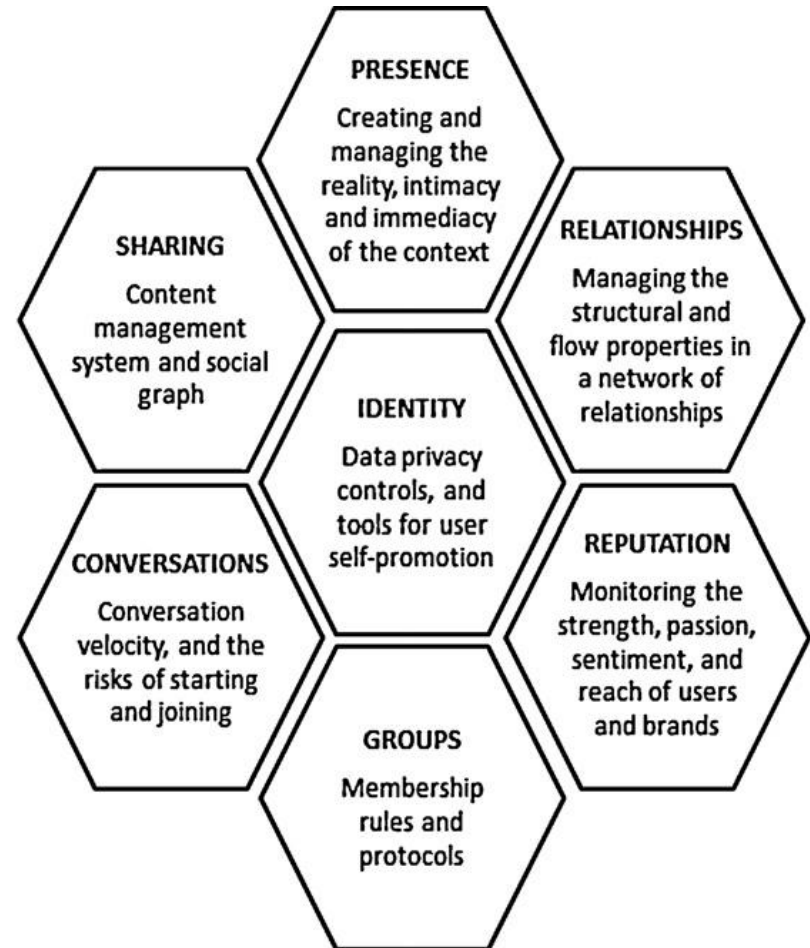 PRESENCE
Creating and
managing the
reality, intimacy
and immediacy
of the context
SHARING
Content
management
system and social
graph
RELATIONSHIPS
Managing the
structural and
flow properties in
a network of
relationships
IDENTITY
Data privacy
controls, and
tools for user
self-promotion
CONVERSATIONS
Conversation
velocity, and the
risks of starting
and joining
REPUTATION
Monitoring the
strength, passion,
sentiment, and
reach of users
and brands
GROUPS
Membership
rules and
protocols